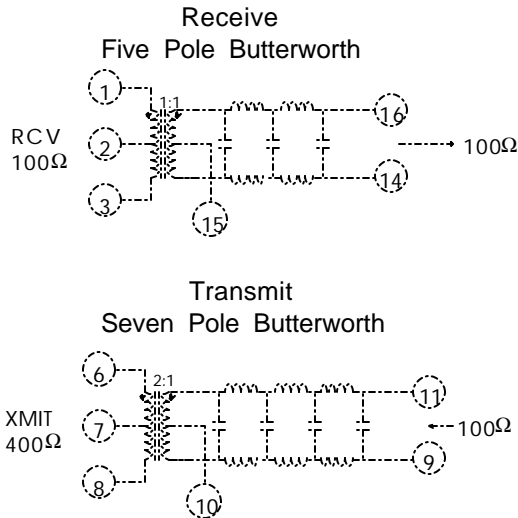 Receive
Five Pole Butterworth
1
1:1
16
RCV
100Ω
2
100Ω
3
14
15
Transmit
Seven Pole Butterworth
6
2:1
11
XMIT
400Ω
7
100Ω
8
9
10